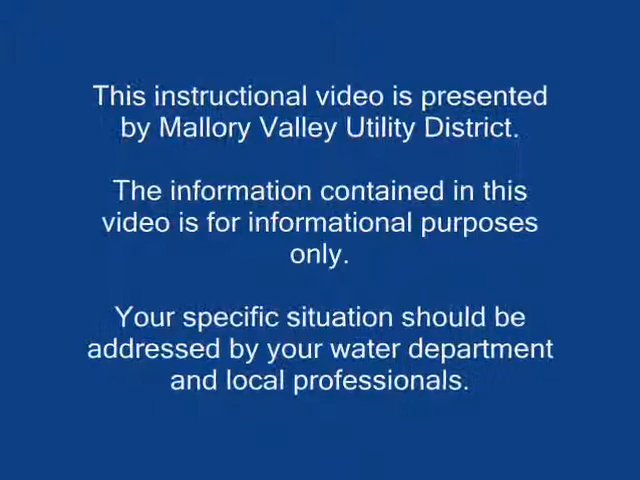 This instructional video is presented
by Mallory Valley Utility District.
The information contained in this
video is for informational purposes
only.
Your specific situation should be
addressed by your water department
and local professionals.